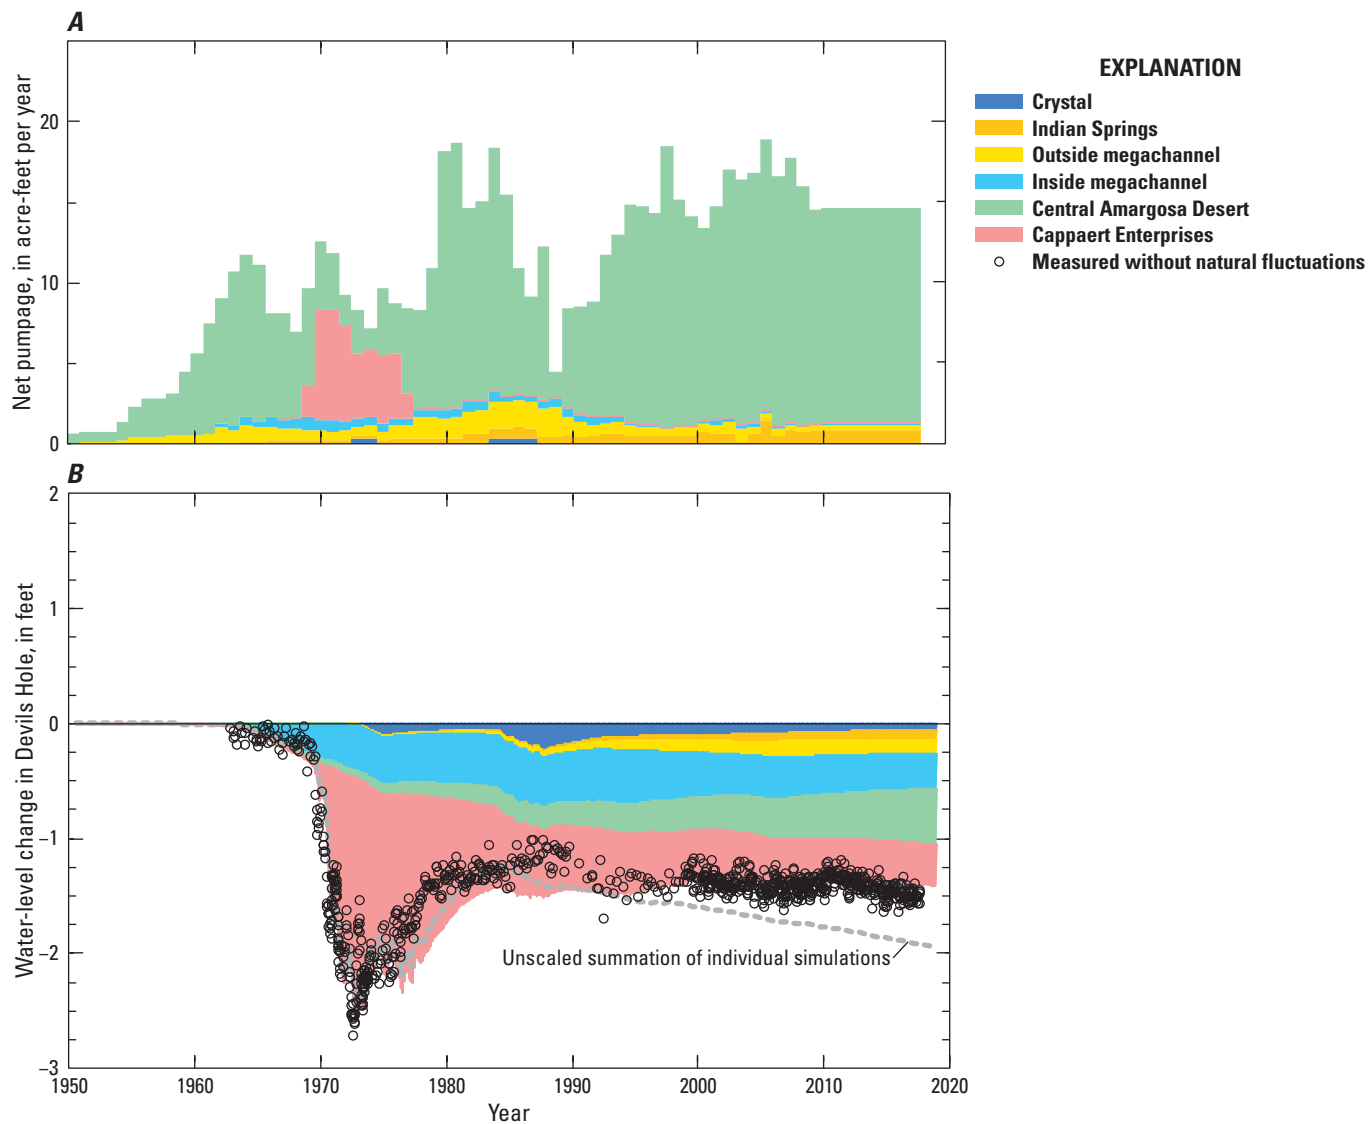 A
Net pumpage, in acre-feet per year
20
10
0
EXPLANATION
Crystal
Indian Springs
Outside megachannel
Inside megachannel
Central Amargosa Desert
Cappaert Enterprises
Measured without natural fluctuations
B
Water-level change in Devils Hole, in feet
2
1
0
–1
–2
–3
Unscaled summation of individual simulations
1950 1960 1970 1980 1990 2000 2010 2020
Year